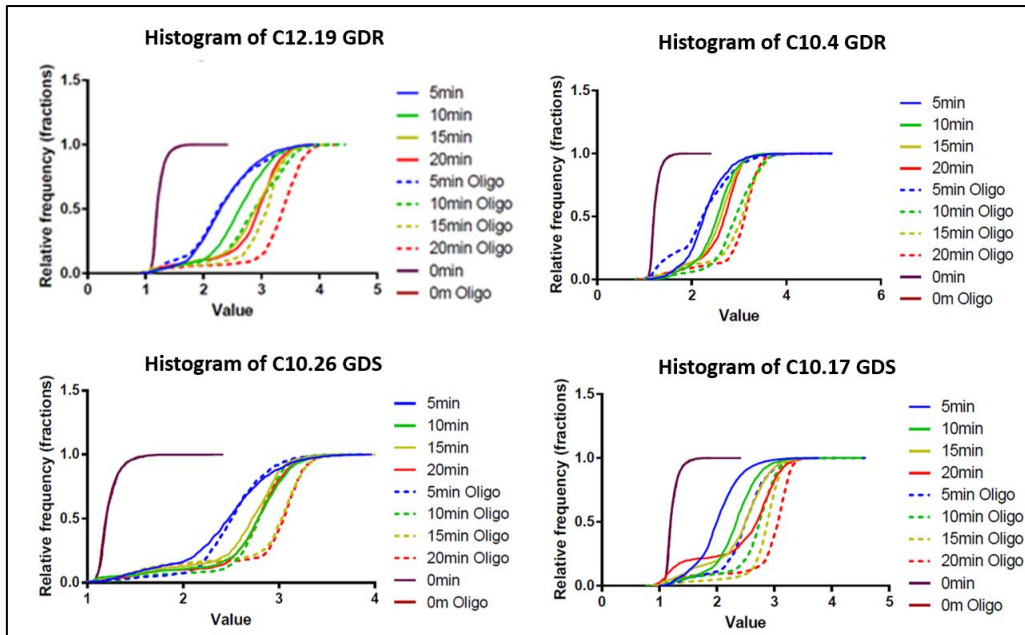 Histogram of C12.19 GDR
Relative frequency (fractions)
1.5
1.0
0.5
0.0
0 1 2 3 4 5
Value
5min
10min
15min
20min
5min Oligo
10min Oligo
15min Oligo
20min Oligo
0min
0m Oligo
Histogram of C10.4 GDR
Relative frequency (fractions)
1.5
1.0
0.5
0.0
0 2 4 6
Value
5min
10min
15min
20min
5min Oligo
10min Oligo
15min Oligo
20min Oligo
0min
0m Oligo
Histogram of C10.26 GDS
Relative frequency (fractions)
1.5
1.0
0.5
0.0
1 2 3 4
Value
5min
10min
15min
20min
5min Oligo
10min Oligo
15min Oligo
20min Oligo
0min
0m Oligo
Histogram of C10.17 GDS
Relative frequency (fractions)
1.5
1.0
0.5
0.0
0 1 2 3 4 5
Value
5min
10min
15min
20min
5min Oligo
10min Oligo
15min Oligo
20min Oligo
0min
0m Oligo